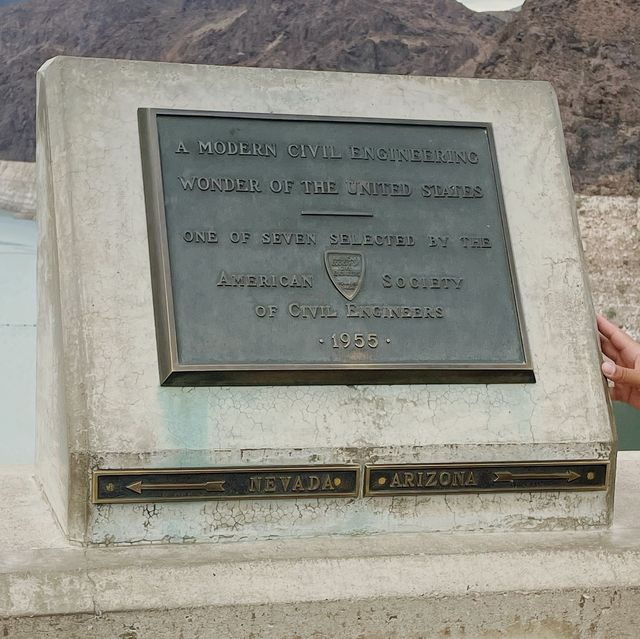 A MODERN CIVIL ENGINEERING
WONDER OF THE UNITED STATES
ONE OF SEVEN SELECTED BY THE
AMERICAN SOCIETY
OF CIVIL ENGINEERS
· 1955 ·
NEVADA
ARIZONA